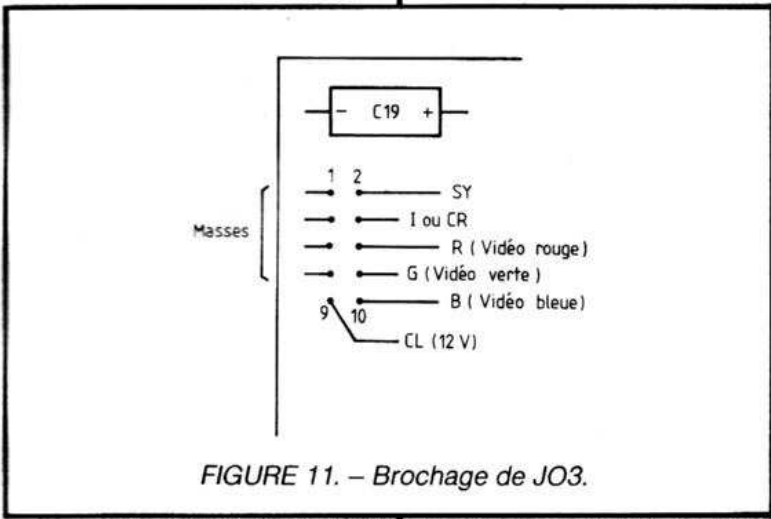 - C19 +
1 2
SY
I ou CR
Masses
R ( Vidéo rouge)
G (Vidéo verte )
B ( Vidéo bleue)
9 10
CL (12 V)
FIGURE 11. – Brochage de JO3.